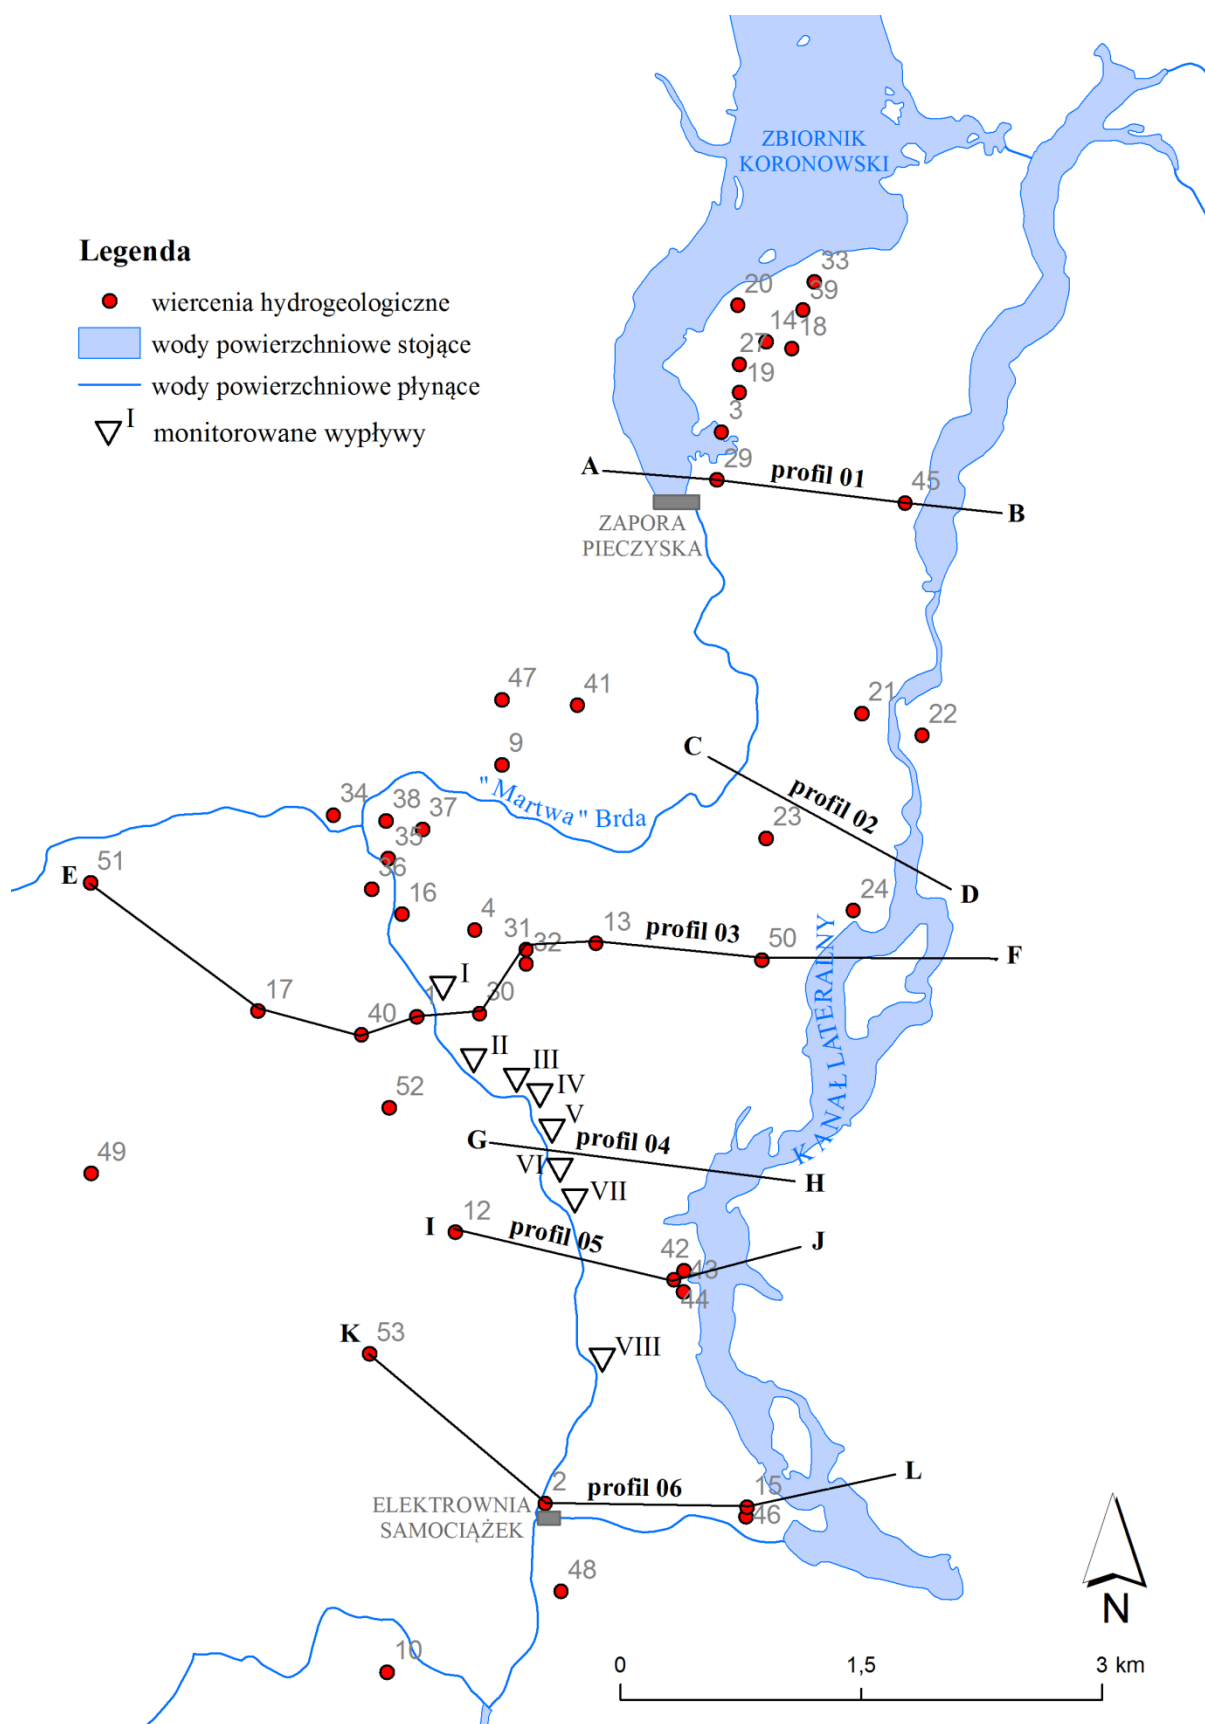 ZBIORNIK
KORONOWSKI
Legenda
wiercenia hydrogeologiczne
wody powierzchniowe stojące
wody powierzchniowe płynące
I
monitorowane wypływy
33
20
39
14
18
27
19
3
29
A
profil 01
45
B
ZAPORA
PIECZYSKA
47
41
21
22
9
C
profil 02
"Martwa" Brda
34
38
37
23
35
51
E
36
D
16
24
4
31
13
profil 03
32
50
F
I
17
1
30
40
II
III
IV
52
V
KANAŁ LATERALNY
G
profil 04
49
VI
H
VII
12
I
profil 05
J
42
43
44
K
53
VIII
L
2
profil 06
15
ELEKTROWNIA
SAMOCIĄŻEK
46
48
N
10
0
1,5
3 km